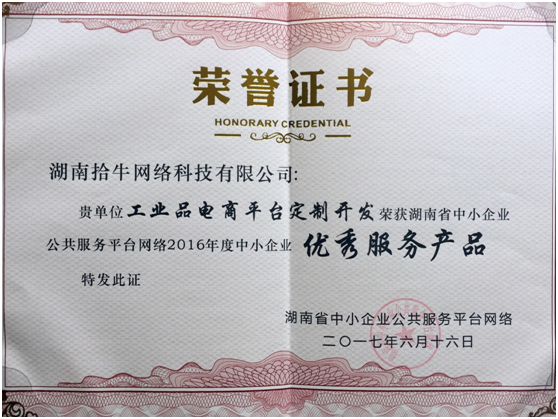 荣誉证书
HONORARY CREDENTIAL
湖南拾牛网络科技有限公司:
贵单位工业品电商平台定制开发荣获湖南省中小企业
公共服务平台网络2016年度中小企业 优秀服务产品
特发此证
湖南省中小企业公共服务平台网络
二〇一七年六月十六日